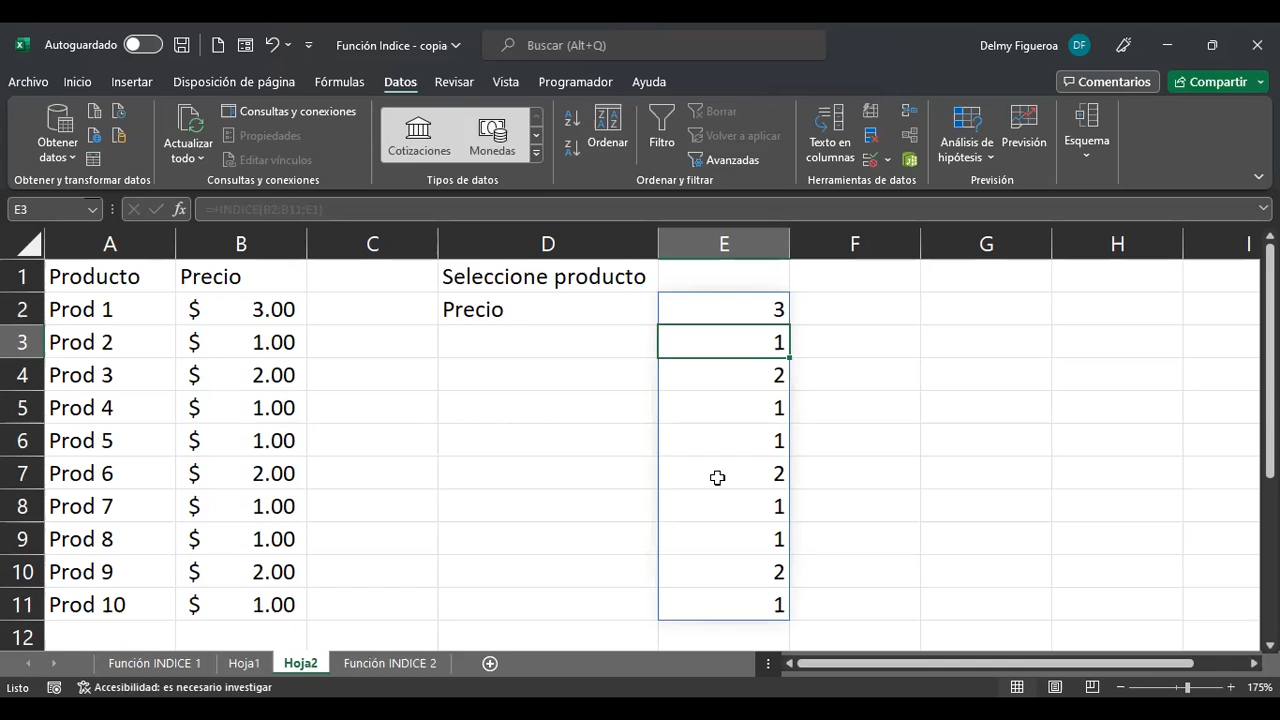 Autoguardado Función Indice - copia Buscar (Alt+Q) Delmy Figueroa DF
Archivo Inicio Insertar Disposición de página Fórmulas Datos Revisar Vista Programador Ayuda Comentarios Compartir
Obtener datos
Actualizar todo
Consultas y conexiones
Propiedades
Editar vínculos
Cotizaciones Monedas
Ordenar
Filtro
Borrar
Volver a aplicar
Avanzadas
Texto en columnas
Análisis de hipótesis
Previsión
Esquema
Obtener y transformar datos Consultas y conexiones Tipos de datos Ordenar y filtrar Herramientas de datos Previsión
E3 fx =INDICE(B2:B11;E1)
A B C D E F G H I
1 Producto Precio Seleccione producto
2 Prod 1 $ 3.00 Precio 3
3 Prod 2 $ 1.00 1
4 Prod 3 $ 2.00 2
5 Prod 4 $ 1.00 1
6 Prod 5 $ 1.00 1
7 Prod 6 $ 2.00 2
8 Prod 7 $ 1.00 1
9 Prod 8 $ 1.00 1
10 Prod 9 $ 2.00 2
11 Prod 10 $ 1.00 1
12
Función INDICE 1 Hoja1 Hoja2 Función INDICE 2
Listo Accesibilidad: es necesario investigar 175%